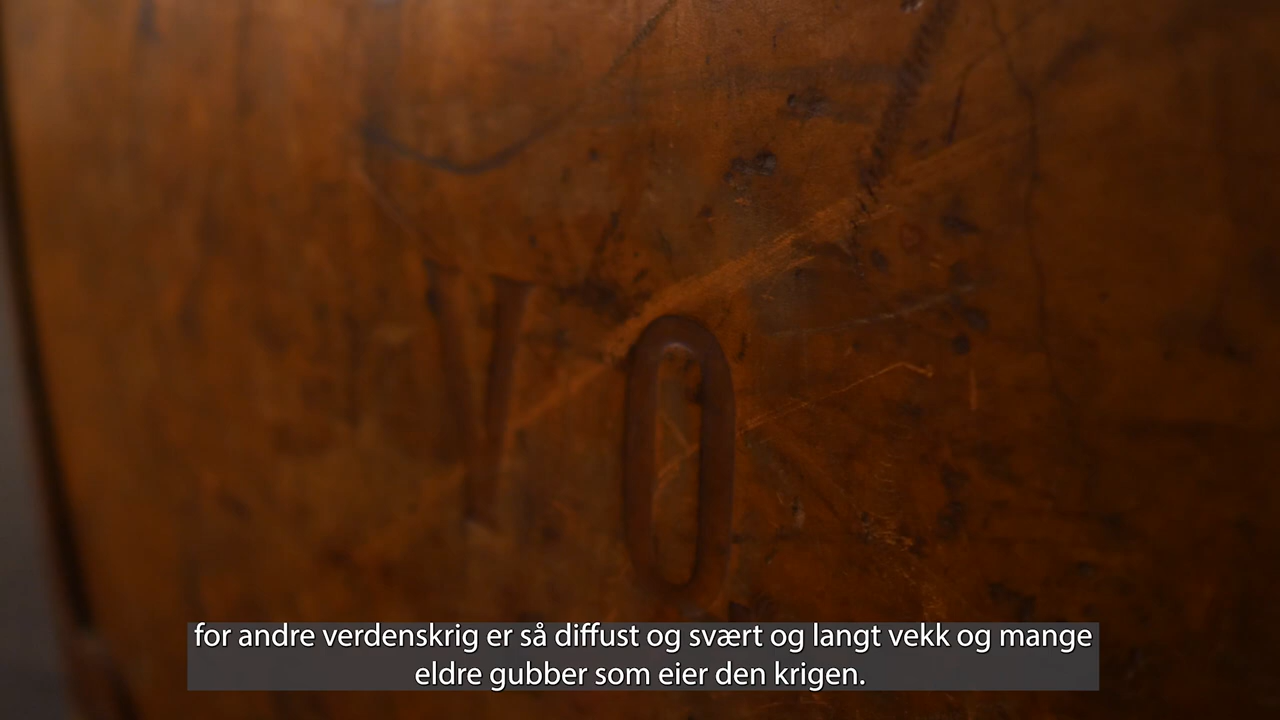 VO
for andre verdenskrig er så diffust og svært og langt vekk og mange
eldre gubber som eier den krigen.